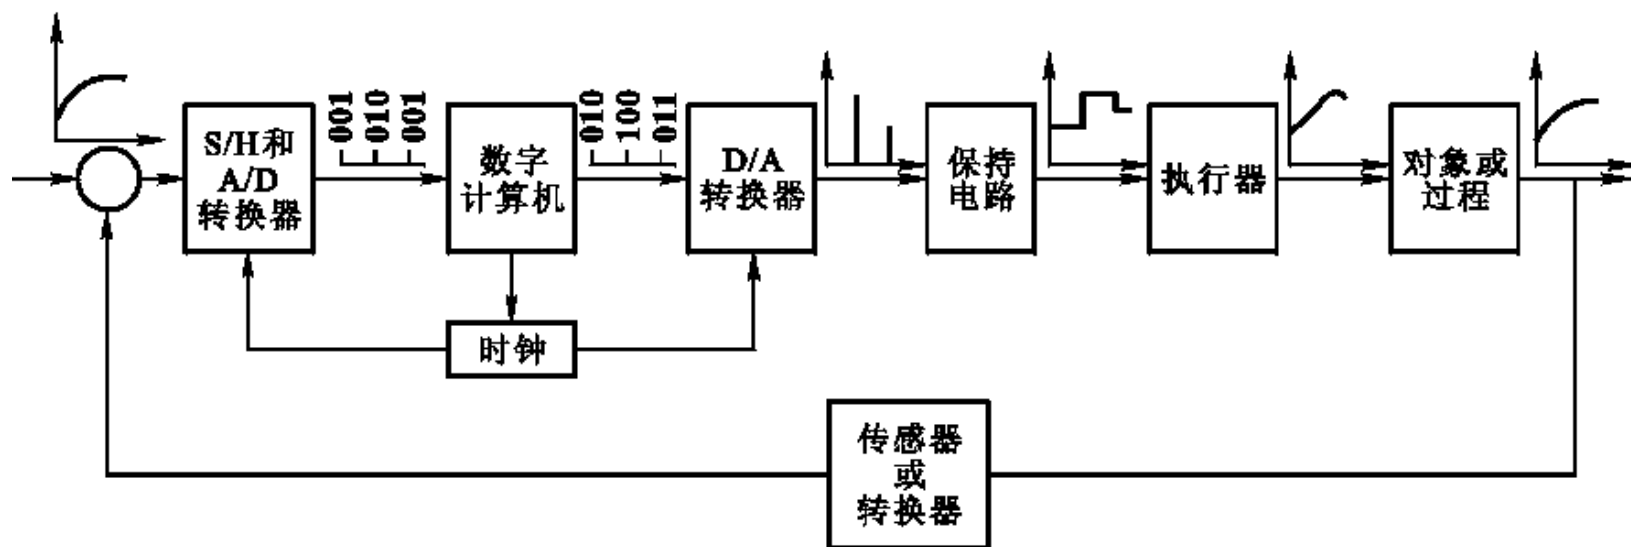 001
010
001
010
100
011
S/H和
A/D
转换器
数字
计算机
D/A
转换器
保持
电路
执行器
对象或
过程
时钟
传感器
或
转换器